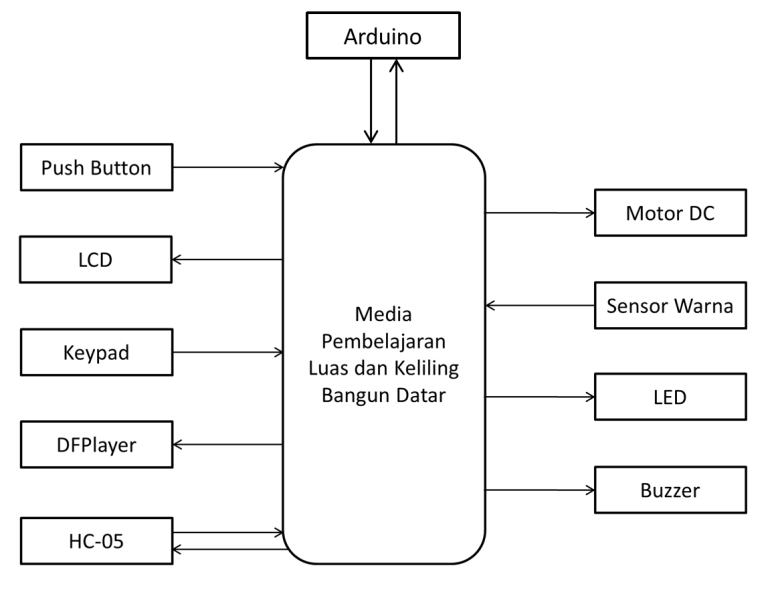 Arduino
Push Button
LCD
Keypad
DFPlayer
HC-05
Media
Pembelajaran
Luas dan Keliling
Bangun Datar
Motor DC
Sensor Warna
LED
Buzzer